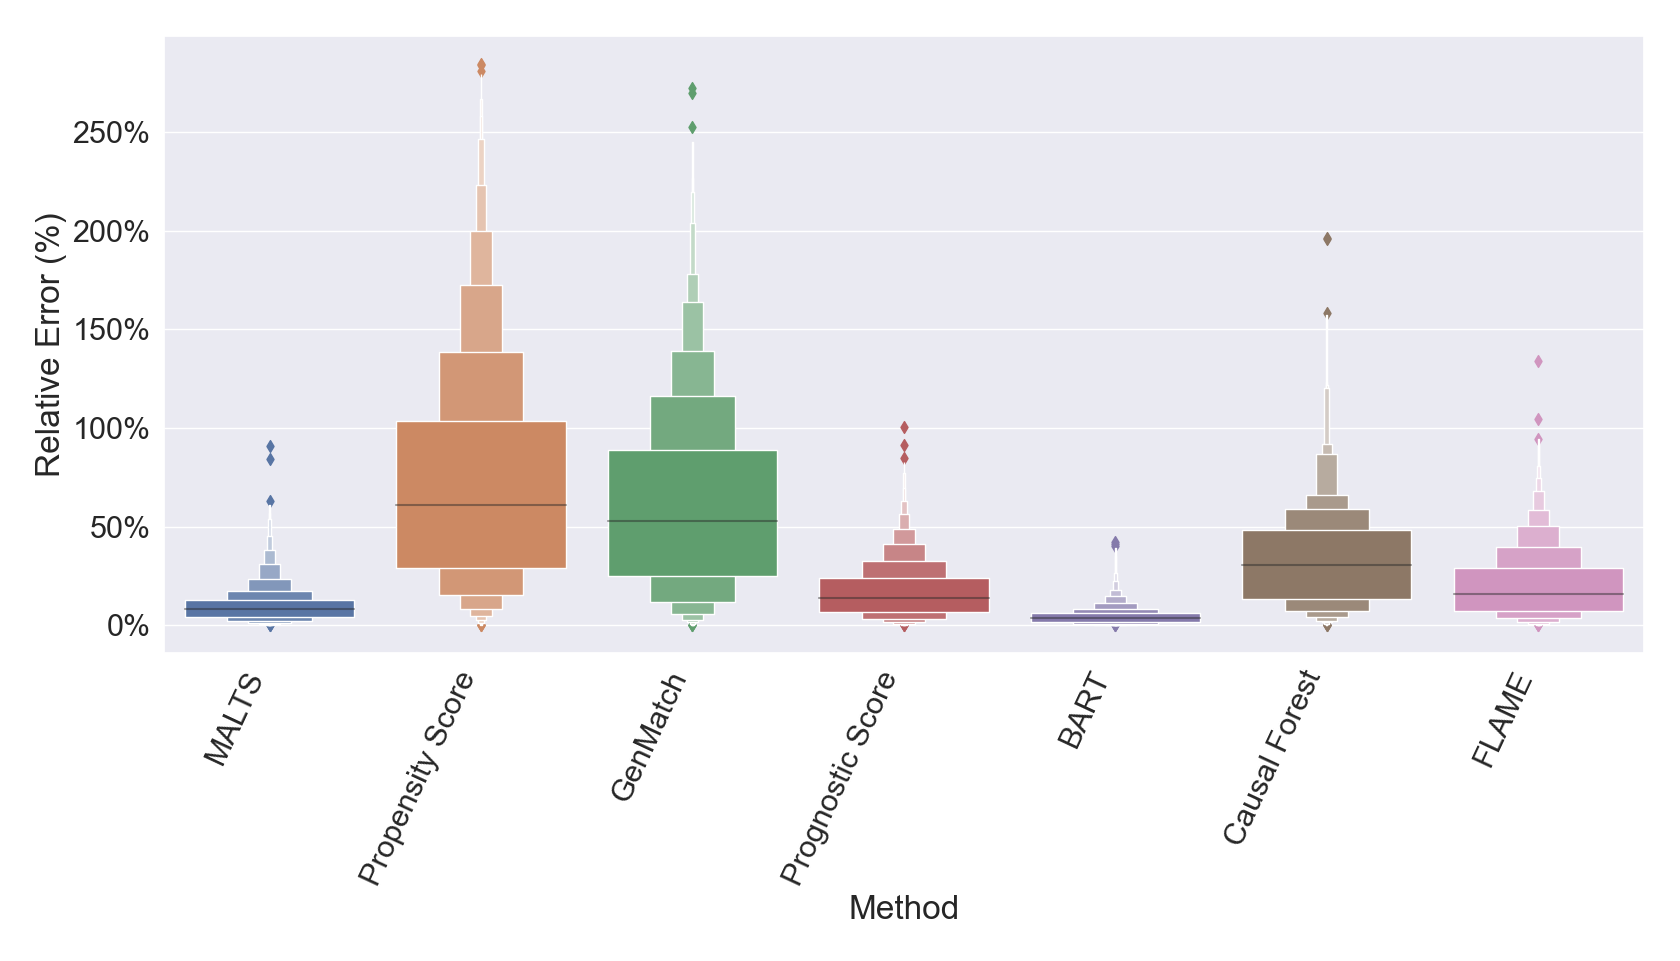 Relative Error (%)
250%
200%
150%
100%
50%
0%
MALTS
Propensity Score
GenMatch
Prognostic Score
BART
Causal Forest
FLAME
Method